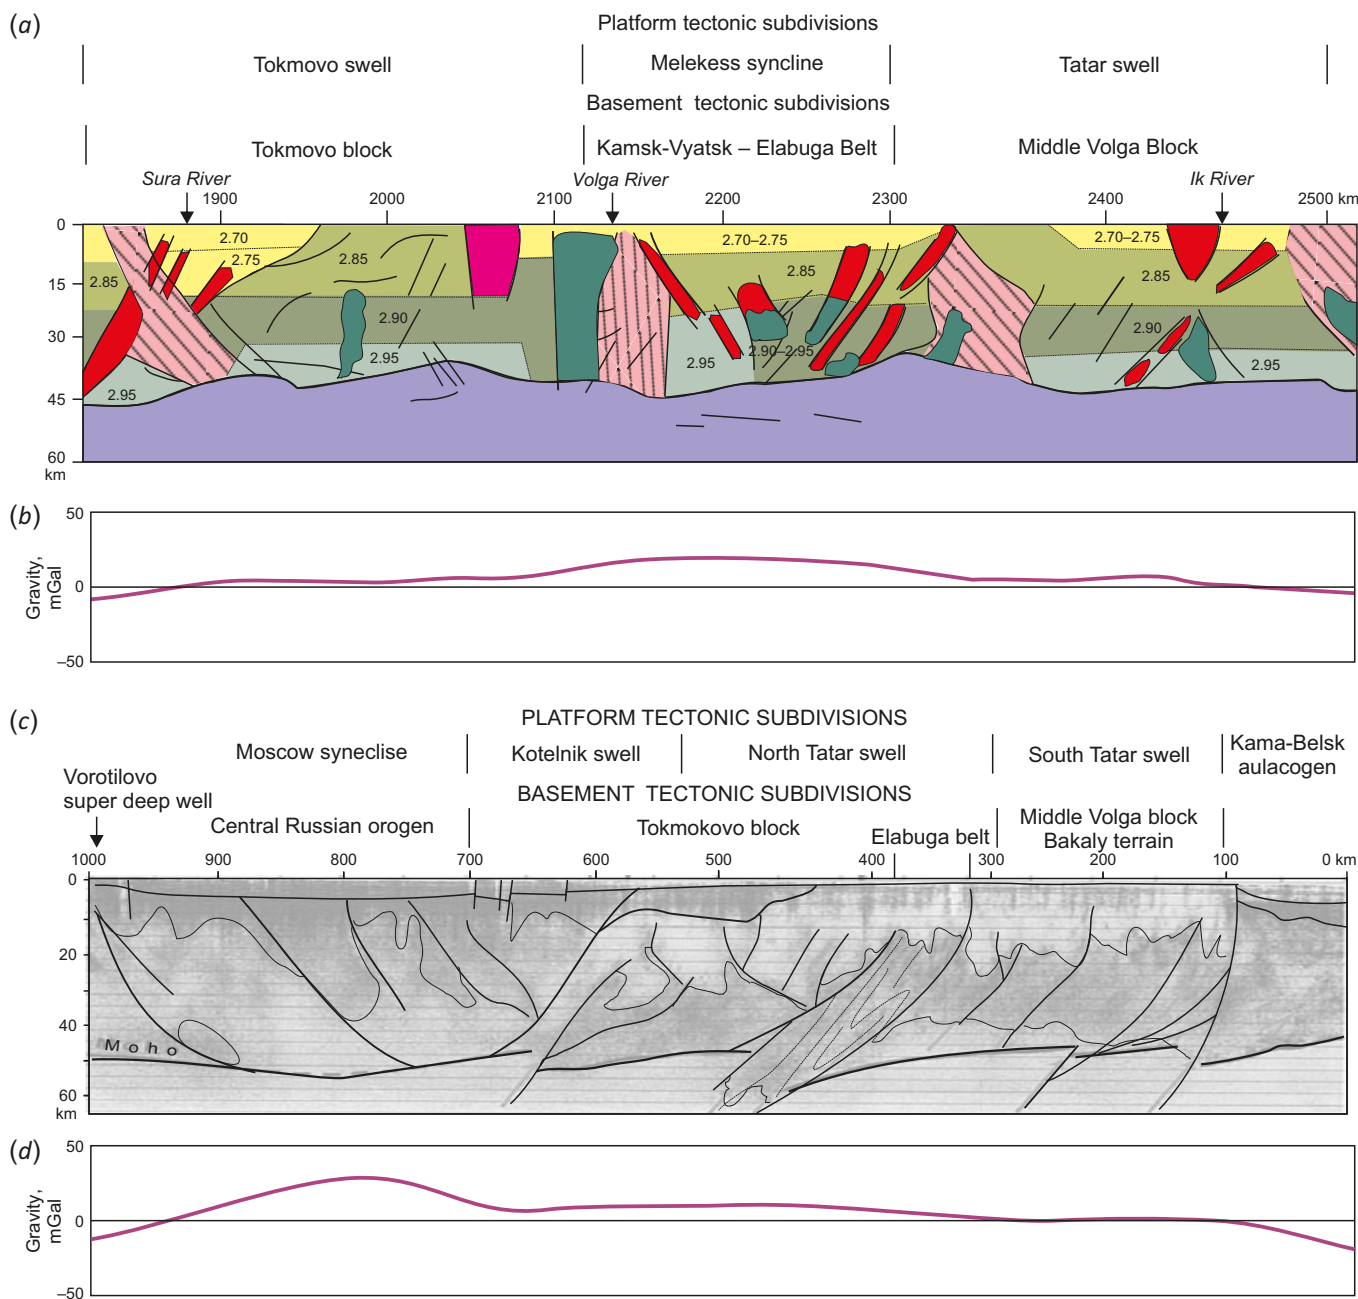 (a)
Platform tectonic subdivisions
Tokmovo swell
Melekess syncline
Tatar swell
Basement tectonic subdivisions
Tokmovo block
Kamsk-Vyatsk – Elabuga Belt
Middle Volga Block
Sura River
Volga River
Ik River
1900
2000
2100
2200
2300
2400
2500 km
0
15
30
45
60
km
2.70
2.75
2.85
2.85
2.90
2.95
2.95
2.70–2.75
2.85
2.90–2.95
2.95
2.70–2.75
2.85
2.90
2.95
(b)
50
0
–50
Gravity,
mGal
(c)
PLATFORM TECTONIC SUBDIVISIONS
Moscow syneclise
Kotelnik swell
North Tatar swell
South Tatar swell
Kama-Belsk
aulacogen
Vorotilovo
super deep well
BASEMENT TECTONIC SUBDIVISIONS
Central Russian orogen
Tokmokovo block
Elabuga belt
Middle Volga block
Bakaly terrain
1000
900
800
700
600
500
400
300
200
100
0 km
0
20
40
60
km
Moho
(d)
50
0
–50
Gravity,
mGal